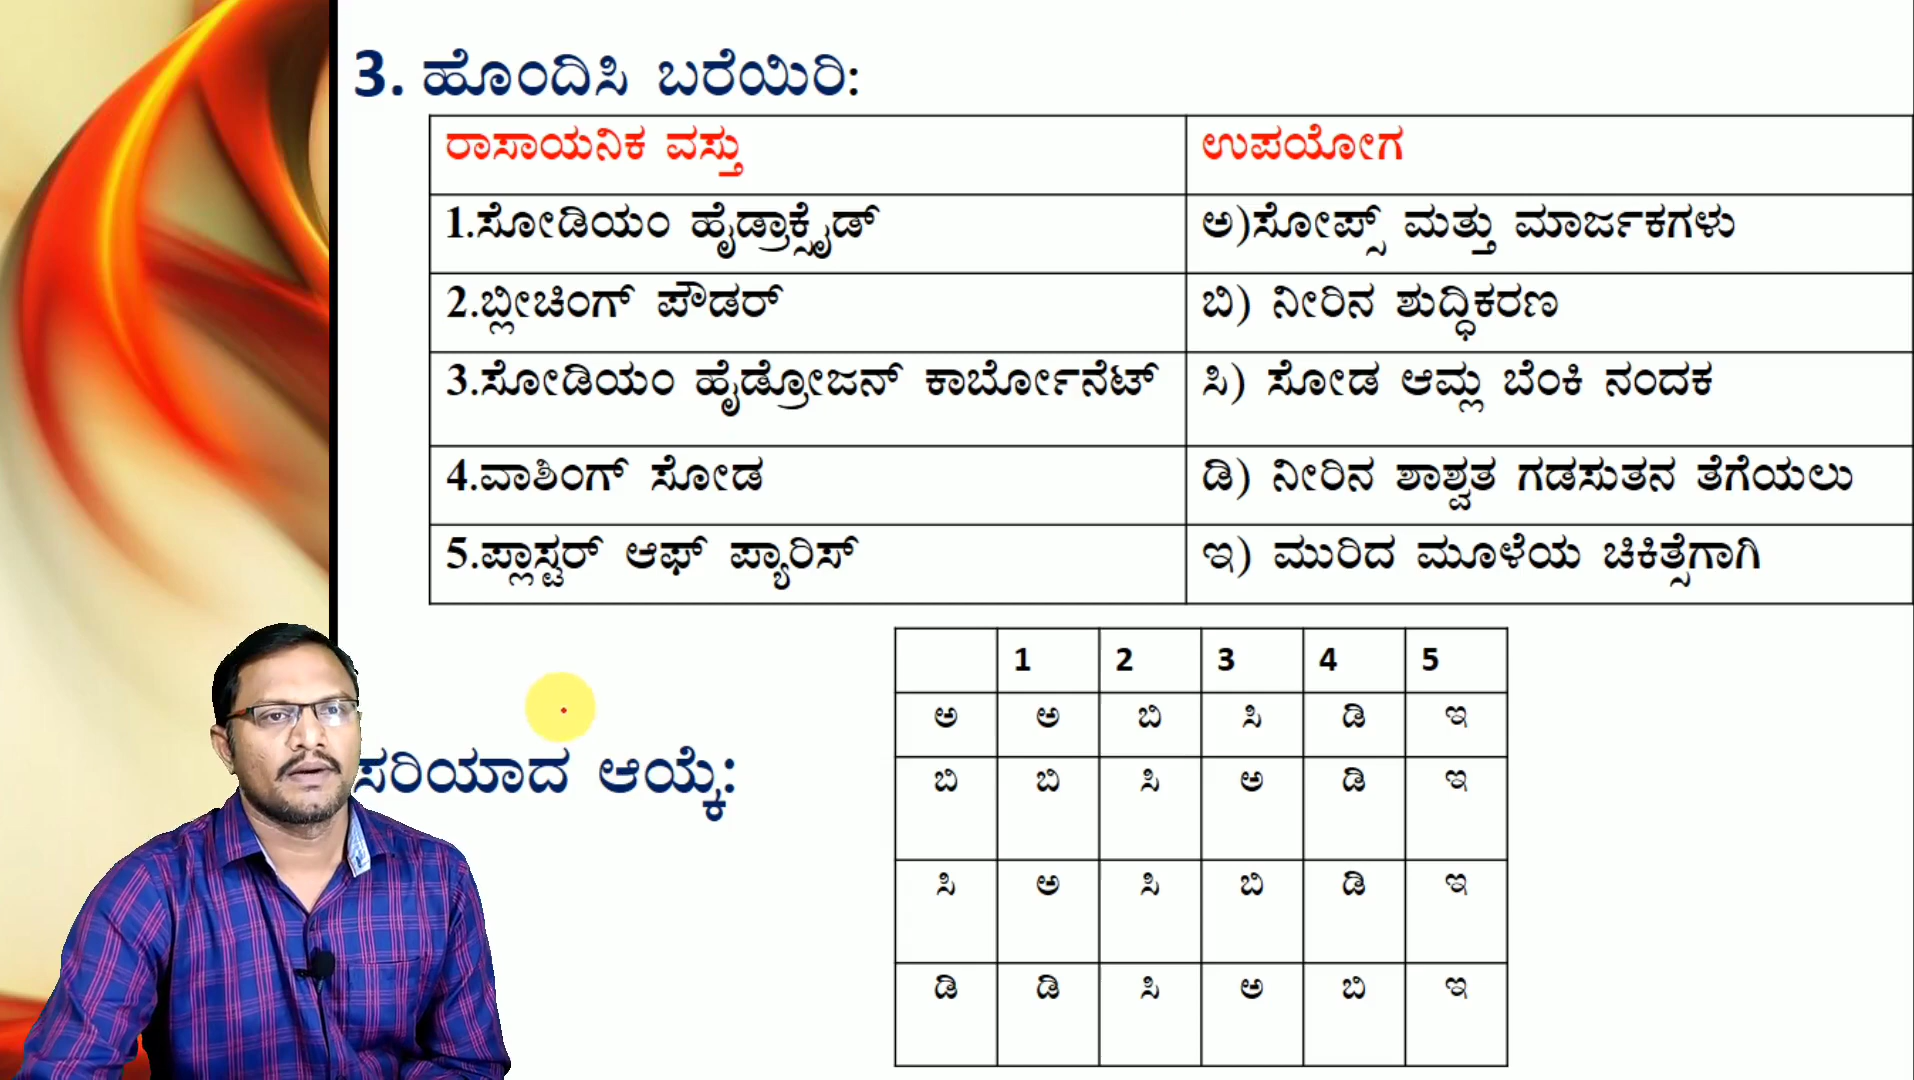 3. ಹೊಂದಿಸಿ ಬರೆಯಿರಿ:
ರಾಸಾಯನಿಕ ವಸ್ತು ಉಪಯೋಗ
1.ಸೋಡಿಯಂ ಹೈಡ್ರಾಕ್ಸೈಡ್ ಅ)ಸೋಪ್ಸ್ ಮತ್ತು ಮಾರ್ಜಕಗಳು
2.ಬ್ಲೀಚಿಂಗ್ ಪೌಡರ್ ಬಿ) ನೀರಿನ ಶುದ್ಧಿಕರಣ
3.ಸೋಡಿಯಂ ಹೈಡ್ರೋಜನ್ ಕಾರ್ಬೋನೆಟ್ ಸಿ) ಸೋಡ ಆಮ್ಲ ಬೆಂಕಿ ನಂದಕ
4.ವಾಶಿಂಗ್ ಸೋಡ ಡಿ) ನೀರಿನ ಶಾಶ್ವತ ಗಡಸುತನ ತೆಗೆಯಲು
5.ಪ್ಲಾಸ್ಟರ್ ಆಫ್ ಪ್ಯಾರಿಸ್ ಇ) ಮುರಿದ ಮೂಳೆಯ ಚಿಕಿತ್ಸೆಗಾಗಿ
ಸರಿಯಾದ ಆಯ್ಕೆ:
1 2 3 4 5
ಅ ಅ ಬಿ ಸಿ ಡಿ ಇ
ಬಿ ಬಿ ಸಿ ಅ ಡಿ ಇ
ಸಿ ಅ ಸಿ ಬಿ ಡಿ ಇ
ಡಿ ಡಿ ಸಿ ಅ ಬಿ ಇ